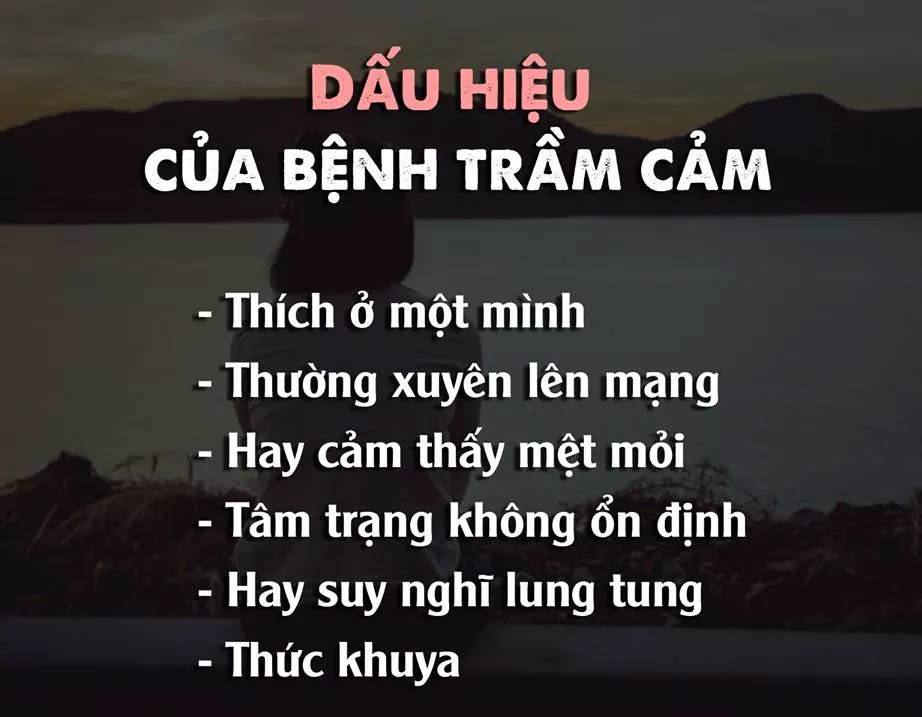 DẤU HIỆU
CỦA BỆNH TRẦM CẢM
- Thích ở một mình
- Thường xuyên lên mạng
- Hay cảm thấy mệt mỏi
- Tâm trạng không ổn định
- Hay suy nghĩ lung tung
- Thức khuya